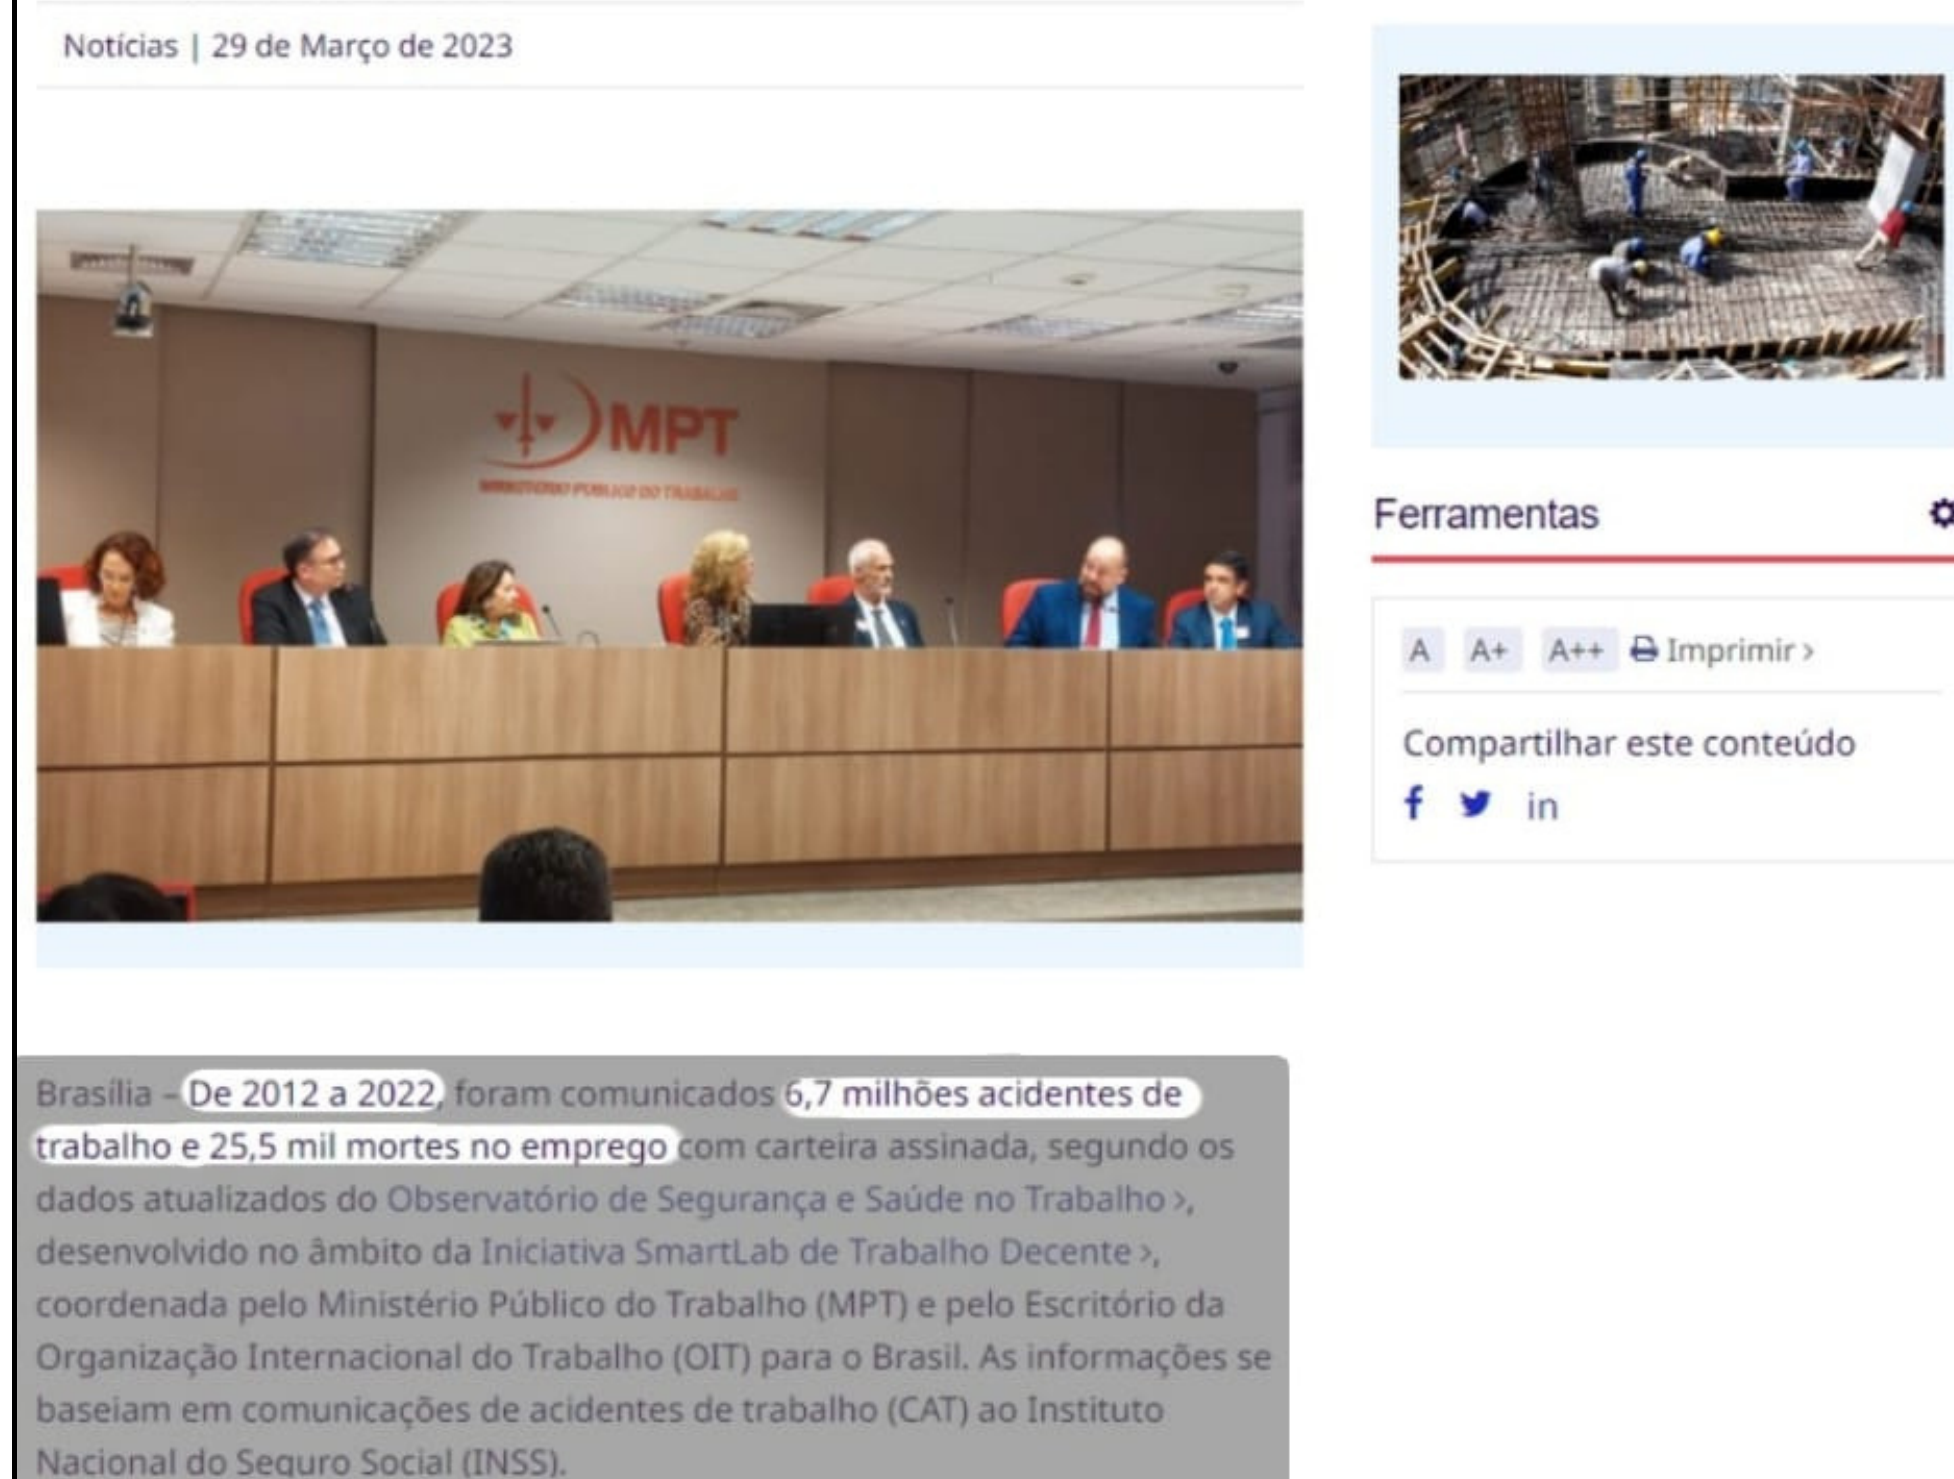 Notícias | 29 de Março de 2023
MPT
MINISTÉRIO PÚBLICO DO TRABALHO
Ferramentas
A A+ A++ Imprimir >
Compartilhar este conteúdo
f in
Brasília – De 2012 a 2022, foram comunicados 6,7 milhões acidentes de
trabalho e 25,5 mil mortes no emprego com carteira assinada, segundo os
dados atualizados do Observatório de Segurança e Saúde no Trabalho >,
desenvolvido no âmbito da Iniciativa SmartLab de Trabalho Decente >,
coordenada pelo Ministério Público do Trabalho (MPT) e pelo Escritório da
Organização Internacional do Trabalho (OIT) para o Brasil. As informações se
baseiam em comunicações de acidentes de trabalho (CAT) ao Instituto
Nacional do Seguro Social (INSS).